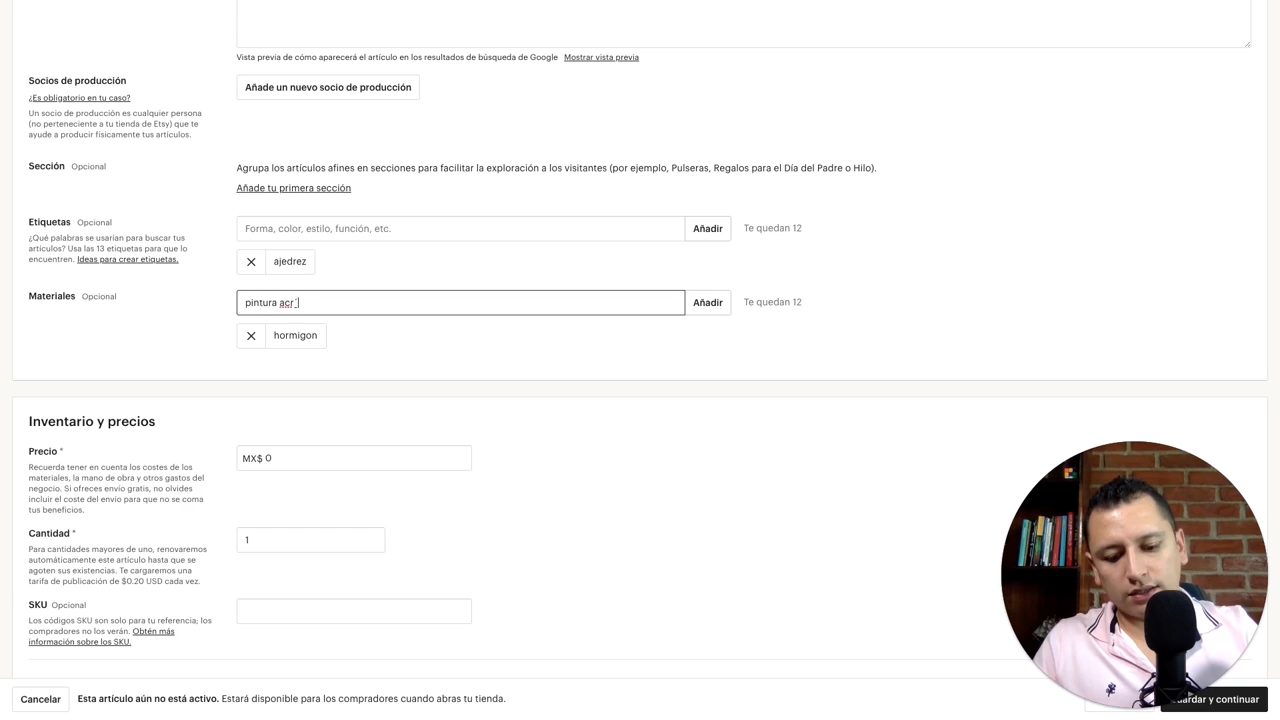 Vista previa de cómo aparecerá el artículo en los resultados de búsqueda de Google Mostrar vista previa
Socios de producción
¿Es obligatorio en tu caso?
Un socio de producción es cualquier persona
(no perteneciente a tu tienda de Etsy) que te
ayude a producir físicamente tus artículos.
Añade un nuevo socio de producción
Sección Opcional
Agrupa los artículos afines en secciones para facilitar la exploración a los visitantes (por ejemplo, Pulseras, Regalos para el Día del Padre o Hilo).
Añade tu primera sección
Etiquetas Opcional
¿Qué palabras se usarían para buscar tus
artículos? Usa las 13 etiquetas para que lo
encuentren. Ideas para crear etiquetas.
Forma, color, estilo, función, etc. Añadir Te quedan 12
ajedrez
Materiales Opcional
pintura acr´ Añadir Te quedan 12
hormigon
Inventario y precios
Precio *
Recuerda tener en cuenta los costes de los
materiales, la mano de obra y otros gastos del
negocio. Si ofreces envío gratis, no olvides
incluir el coste del envío para que no se coma
tus beneficios.
MX$ 0
Cantidad *
Para cantidades mayores de uno, renovaremos
automáticamente este artículo hasta que se
agoten sus existencias. Te cargaremos una
tarifa de publicación de $0.20 USD cada vez.
1
SKU Opcional
Los códigos SKU son solo para tu referencia; los
compradores no los verán. Obtén más
información sobre los SKU.
Cancelar Esta artículo aún no está activo. Estará disponible para los compradores cuando abras tu tienda. y continuar